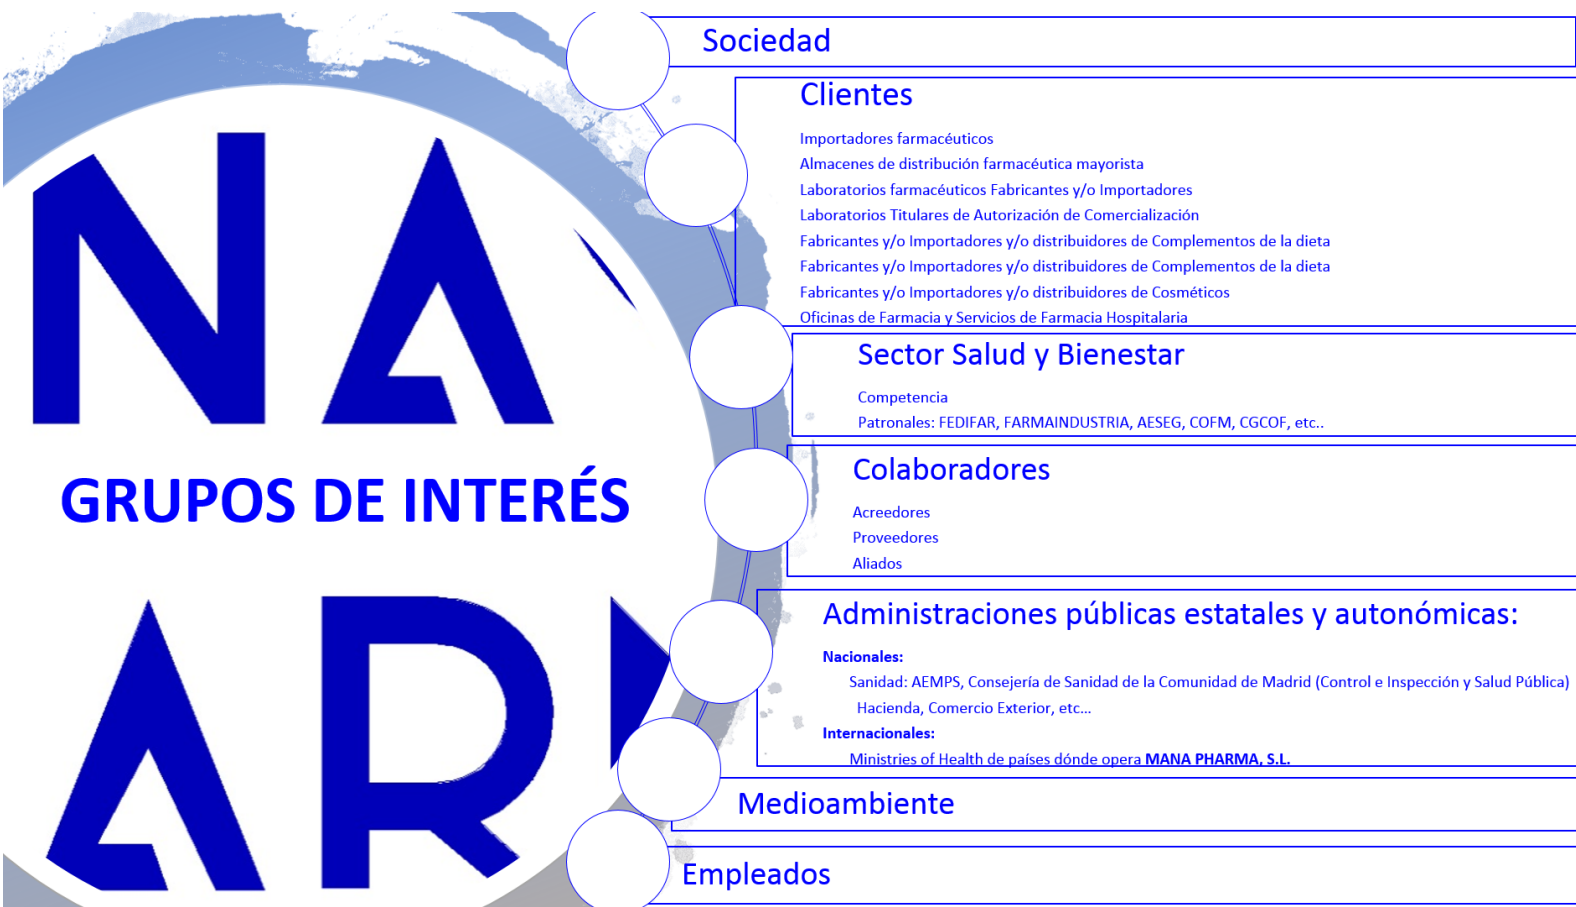 NA
GRUPOS DE INTERÉS
AR
Sociedad
Clientes
Importadores farmacéuticos
Almacenes de distribución farmacéutica mayorista
Laboratorios farmacéuticos Fabricantes y/o Importadores
Laboratorios Titulares de Autorización de Comercialización
Fabricantes y/o Importadores y/o distribuidores de Complementos de la dieta
Fabricantes y/o Importadores y/o distribuidores de Complementos de la dieta
Fabricantes y/o Importadores y/o distribuidores de Cosméticos
Oficinas de Farmacia y Servicios de Farmacia Hospitalaria
Sector Salud y Bienestar
Competencia
Patronales: FEDIFAR, FARMAINDUSTRIA, AESEG, COFM, CGCOF, etc..
Colaboradores
Acreedores
Proveedores
Aliados
Administraciones públicas estatales y autonómicas:
Nacionales:
Sanidad: AEMPS, Consejería de Sanidad de la Comunidad de Madrid (Control e Inspección y Salud Pública)
Hacienda, Comercio Exterior, etc...
Internacionales:
Ministries of Health de países dónde opera MANA PHARMA, S.L.
Medioambiente
Empleados